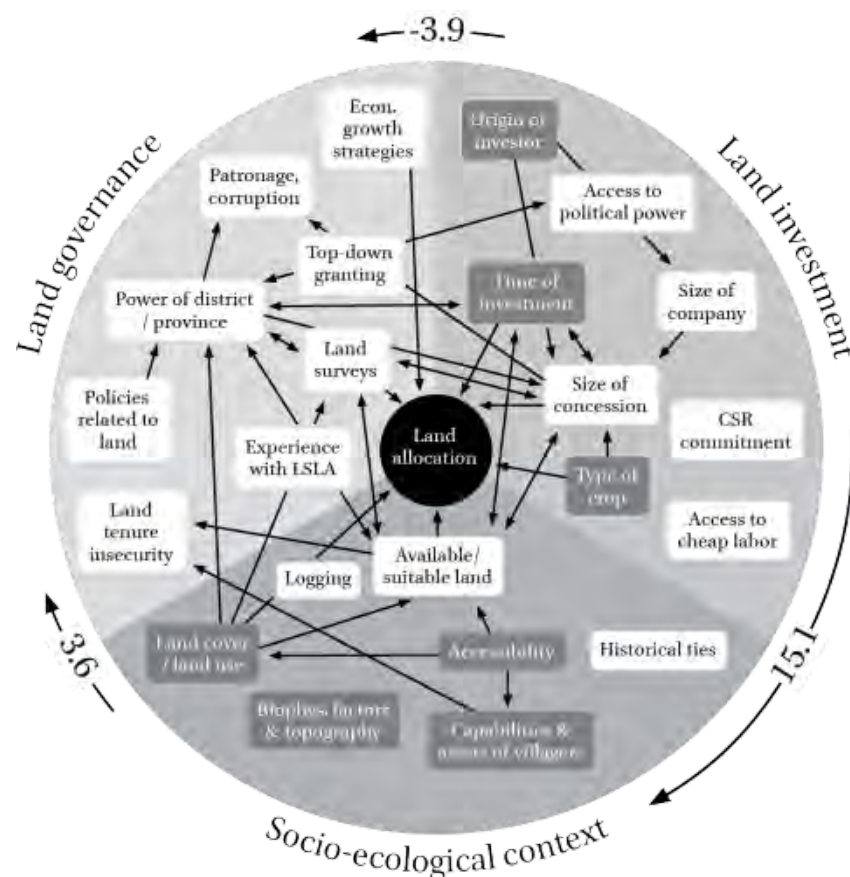 -3.9
Land governance
Land investment
Econ.
growth
strategies
Origin of
investor
Patronage,
corruption
Access to
political power
Top-down
granting
Time of
investment
Power of district
/ province
Size of
company
Land
surveys
Size of
concession
Policies
related to
land
CSR
commitment
Land
allocation
Experience
with LSLA
Type of
crop
Land
tenure
insecurity
Access to
cheap labor
Available/
suitable land
Logging
Land cover
/ land use
Accessibility
Historical ties
3.6
15.1
Biophys. factors
& topography
Capabilities &
assets of villagers
Socio-ecological context